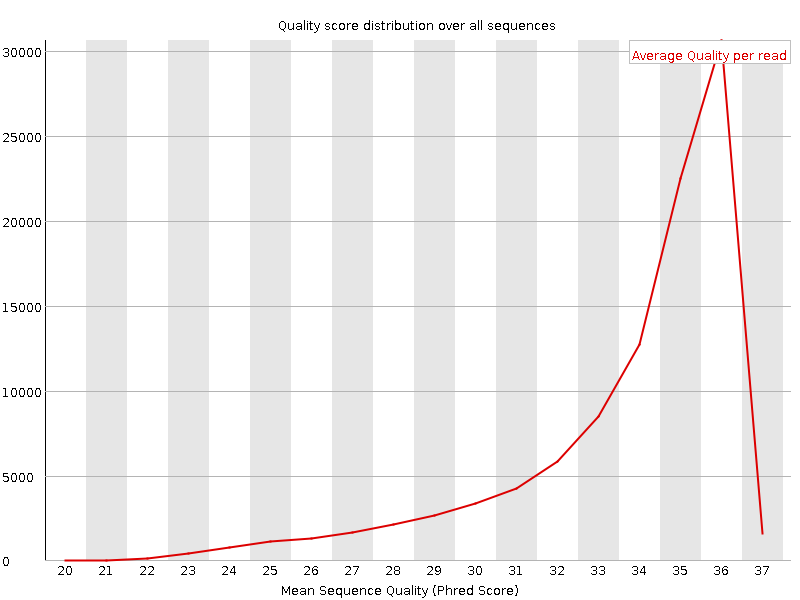 Quality score distribution over all sequences
Average Quality per read
30000
25000
20000
15000
10000
5000
0
20 21 22 23 24 25 26 27 28 29 30 31 32 33 34 35 36 37
Mean Sequence Quality (Phred Score)